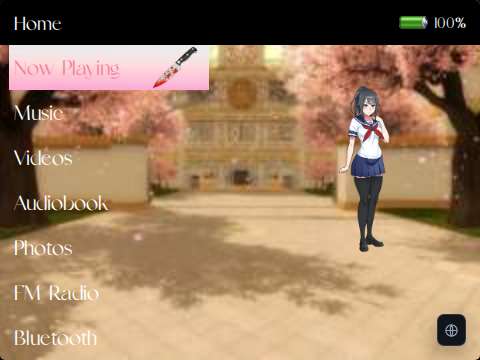 Home
100%
Now Playing
Music
Videos
Audiobook
Photos
FM Radio
Bluetooth